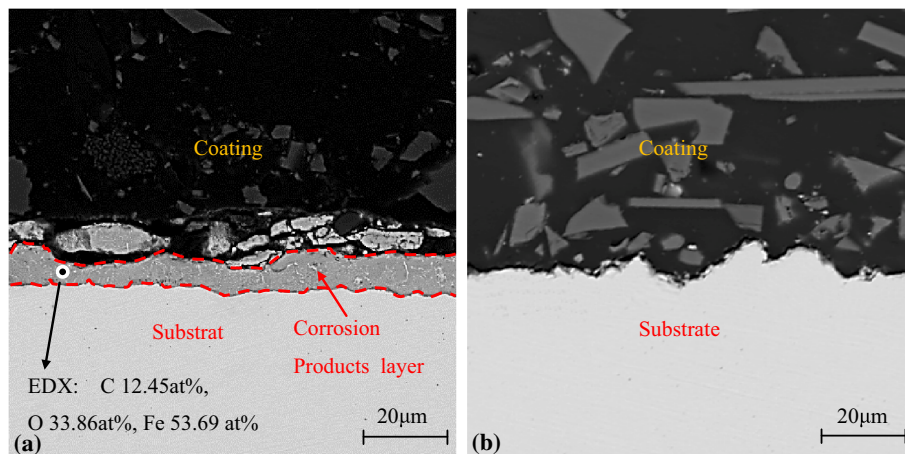 Coating
Substrat
Corrosion
Products layer
EDX: C 12.45at%,
O 33.86at%, Fe 53.69 at%
20μm
(a)
Coating
Substrate
20μm
(b)